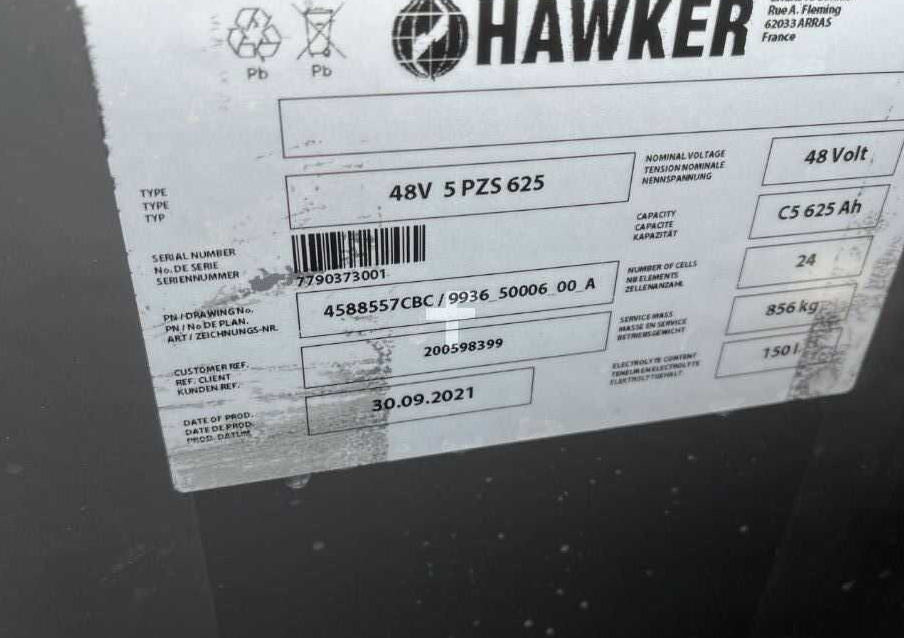 Pb Pb
HAWKER
Rue A. Fleming
62033 ARRAS
France
TYPE
TYPE
TYP
48V 5 PZS 625
NOMINAL VOLTAGE
TENSION NOMINALE
NENNSPANNUNG
48 Volt
SERIAL NUMBER
No. DE SERIE
SERIENNUMMER
7790373001
CAPACITY
CAPACITE
KAPAZITÄT
C5 625 Ah
PN / DRAWING No.
PN / No DE PLAN.
ART / ZEICHNUNGS-NR.
4588557CBC / 9936_50006_00_A
NUMBER OF CELLS
NB ELEMENTS
ZELLENANZAHL
24
CUSTOMER REF.
REF. CLIENT
KUNDEN REF.
200598399
SERVICE MASS
MASSE EN SERVICE
BETRIEBSGEWICHT
856 kg
DATE OF PROD.
DATE DE PROD.
PROD. DATUM
30.09.2021
ELECTROLYTE CONTENT
TENEUR EN ELECTROLYTE
ELEKTROLYTGEHALT
150 l
T